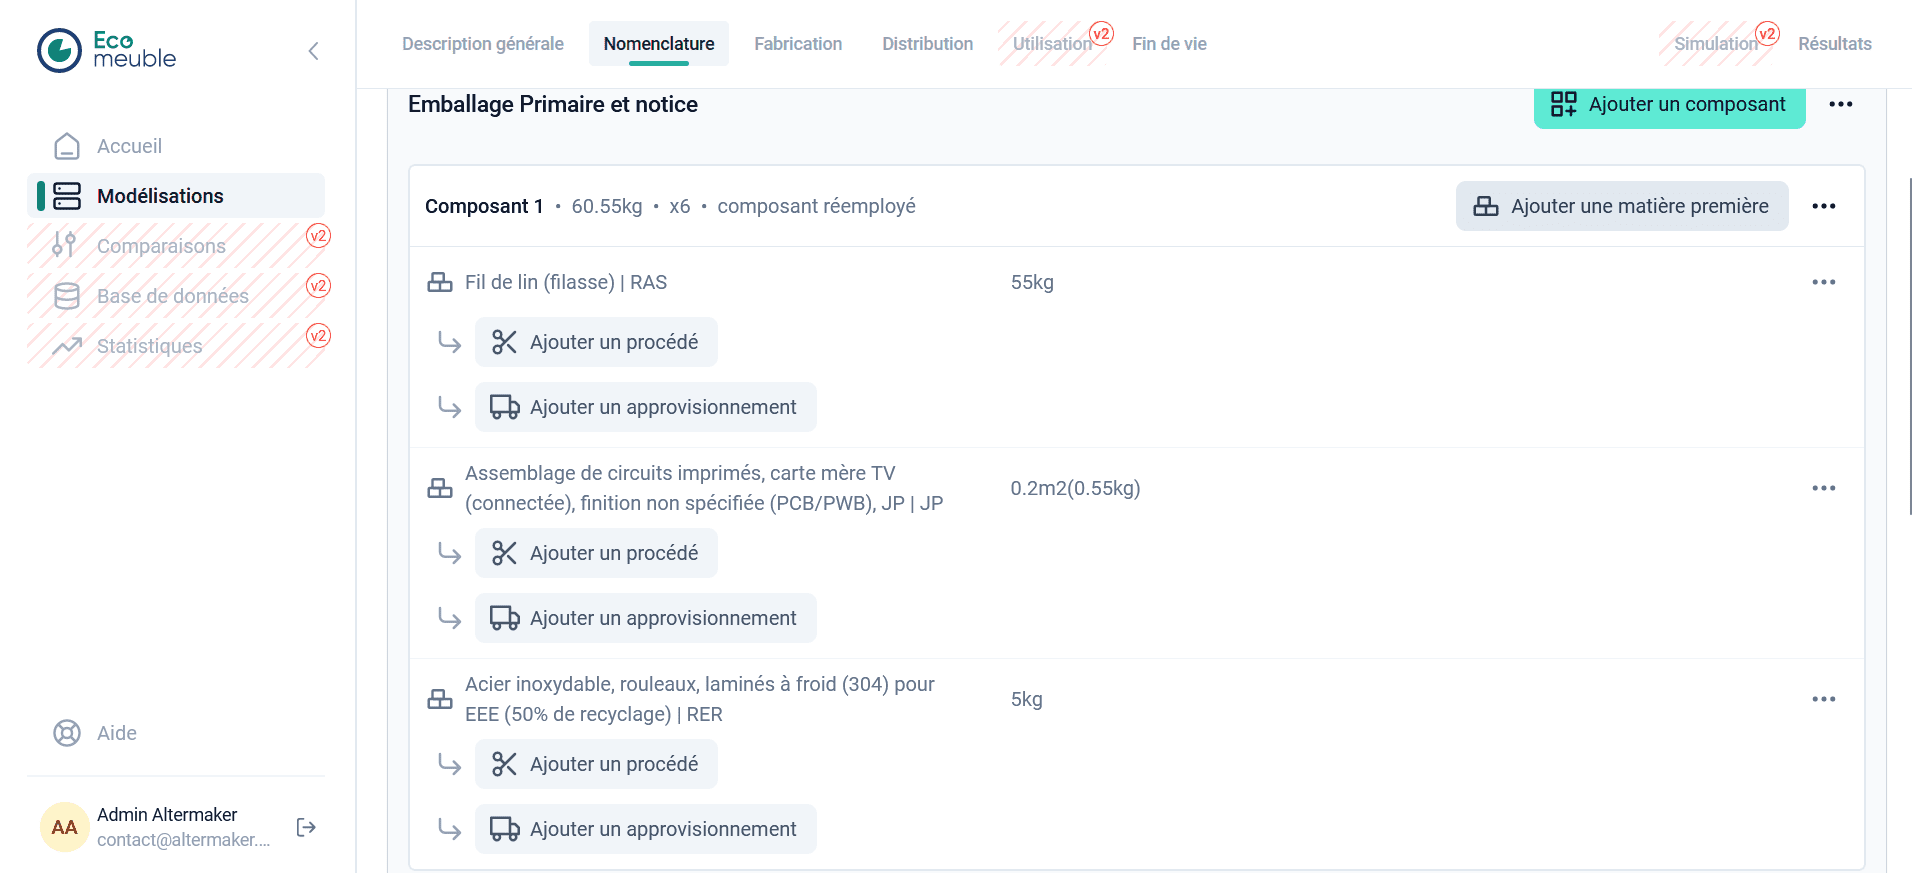 Eco
meuble
Accueil
Modélisations
Comparaisons v2
Base de données v2
Statistiques v2
Aide
AA
Admin Altermaker
contact@altermaker....
Description générale
Nomenclature
Fabrication
Distribution
Utilisation v2
Fin de vie
Simulation v2
Résultats
Emballage Primaire et notice
Ajouter un composant
Composant 1 • 60.55kg • x6 • composant réemployé
Ajouter une matière première
Fil de lin (filasse) | RAS
55kg
Ajouter un procédé
Ajouter un approvisionnement
Assemblage de circuits imprimés, carte mère TV
(connectée), finition non spécifiée (PCB/PWB), JP | JP
0.2m2(0.55kg)
Ajouter un procédé
Ajouter un approvisionnement
Acier inoxydable, rouleaux, laminés à froid (304) pour
EEE (50% de recyclage) | RER
5kg
Ajouter un procédé
Ajouter un approvisionnement